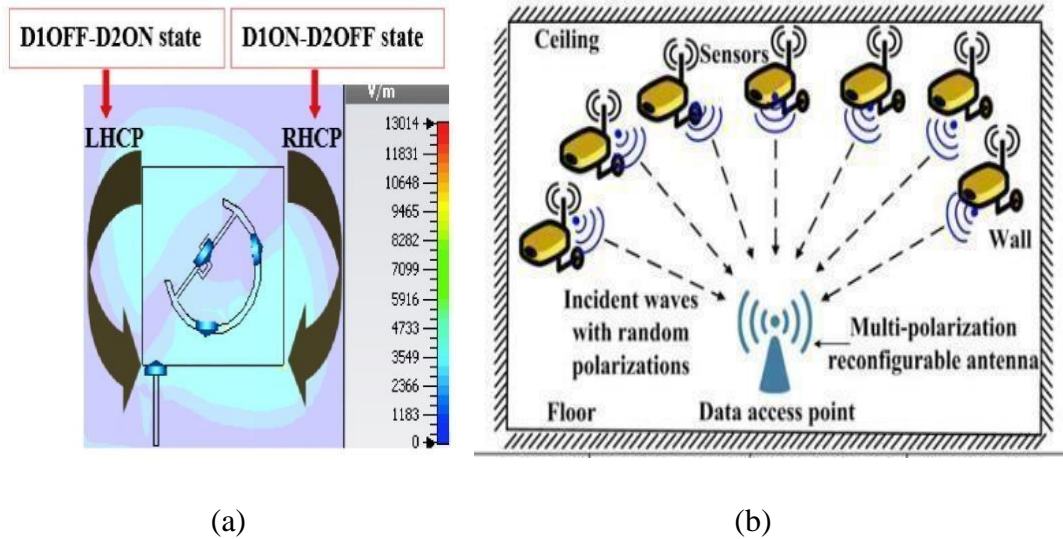 D1OFF-D2ON state
D1ON-D2OFF state
LHCP
RHCP
V/m
13014
11831
10648
9465
8282
7099
5916
4733
3549
2366
1183
0
(a)
Ceiling
Sensors
Wall
Incident waves
with random
polarizations
Multi-polarization
reconfigurable antenna
Floor
Data access point
(b)